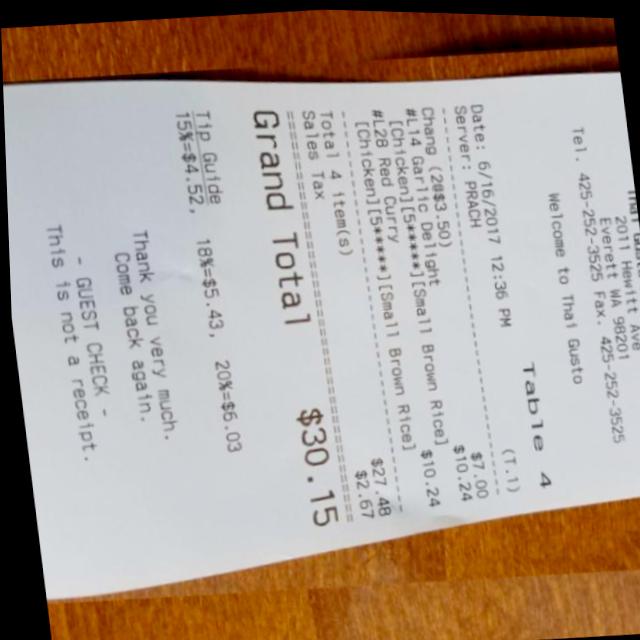 2011 Hewitt Ave
Everett WA 98201
Tel. 425-252-3525 Fax. 425-252-3525
Welcome to Thai Gusto
Table 4
Date: 6/16/2017 12:36 PM (T.1)
Server: PRACH
Chang (2@$3.50) $7.00
#L14 Garlic Delight $10.24
[Chicken][5*****][Small Brown Rice]
#L28 Red Curry $10.24
[Chicken][5*****][Small Brown Rice]
Total 4 item(s) $27.48
Sales Tax $2.67
Grand Total $30.15
Tip Guide
15%=$4.52, 18%=$5.43, 20%=$6.03
Thank you very much.
Come back again.
- GUEST CHECK -
This is not a receipt.